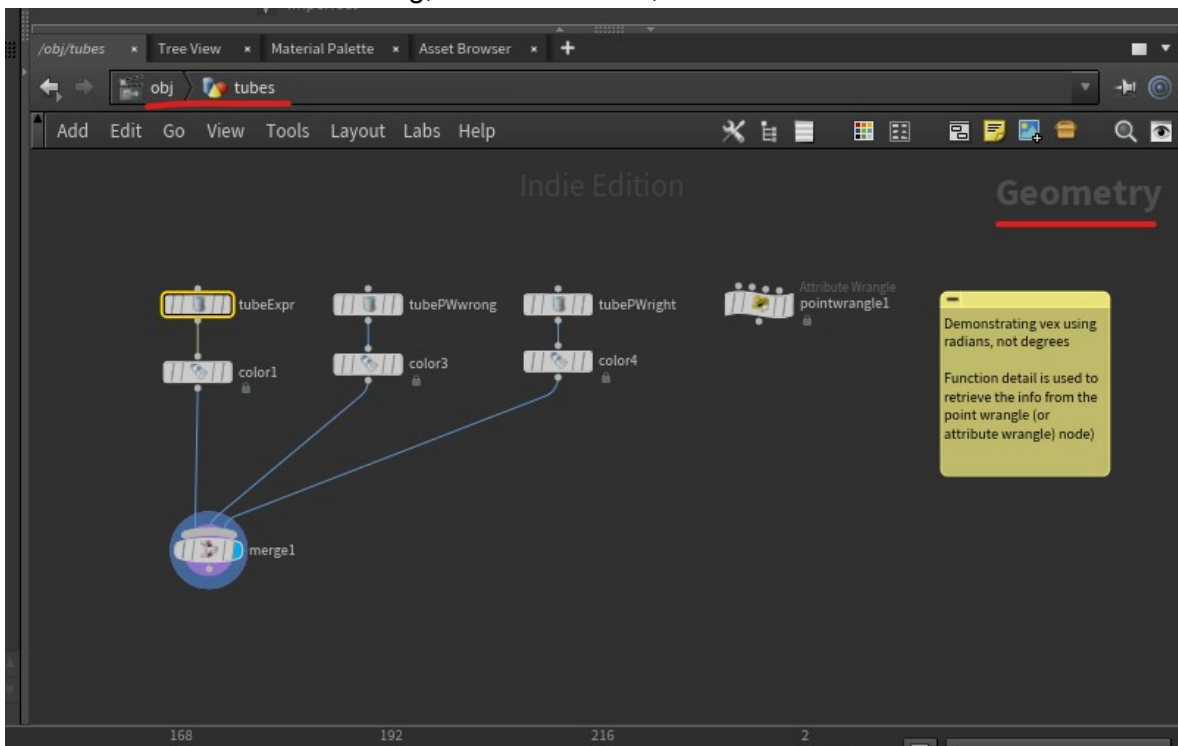 /obj/tubes × Tree View × Material Palette × Asset Browser × +
obj tubes
Add Edit Go View Tools Layout Labs Help
Indie Edition
Geometry
tubeExpr
tubePWwrong
tubePWright
Attribute Wrangle
pointwrangle1
color1
color3
color4
merge1
Demonstrating vex using
radians, not degrees
Function detail is used to
retrieve the info from the
point wrangle (or
attribute wrangle) node)
168 192 216 2